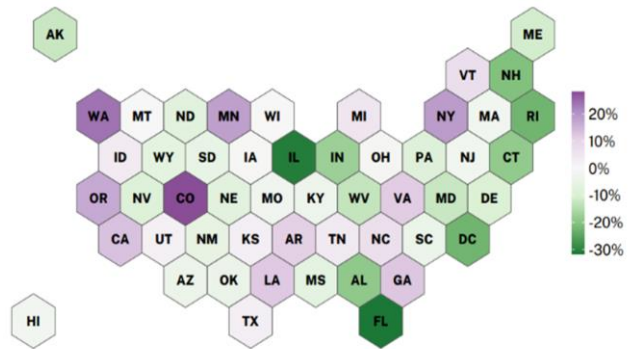 AK
ME
VT
NH
WA
MT
ND
MN
WI
MI
NY
MA
RI
ID
WY
SD
IA
IL
IN
OH
PA
NJ
CT
OR
NV
CO
NE
MO
KY
WV
VA
MD
DE
CA
UT
NM
KS
AR
TN
NC
SC
DC
AZ
OK
LA
MS
AL
GA
HI
TX
FL
20%
10%
0%
-10%
-20%
-30%